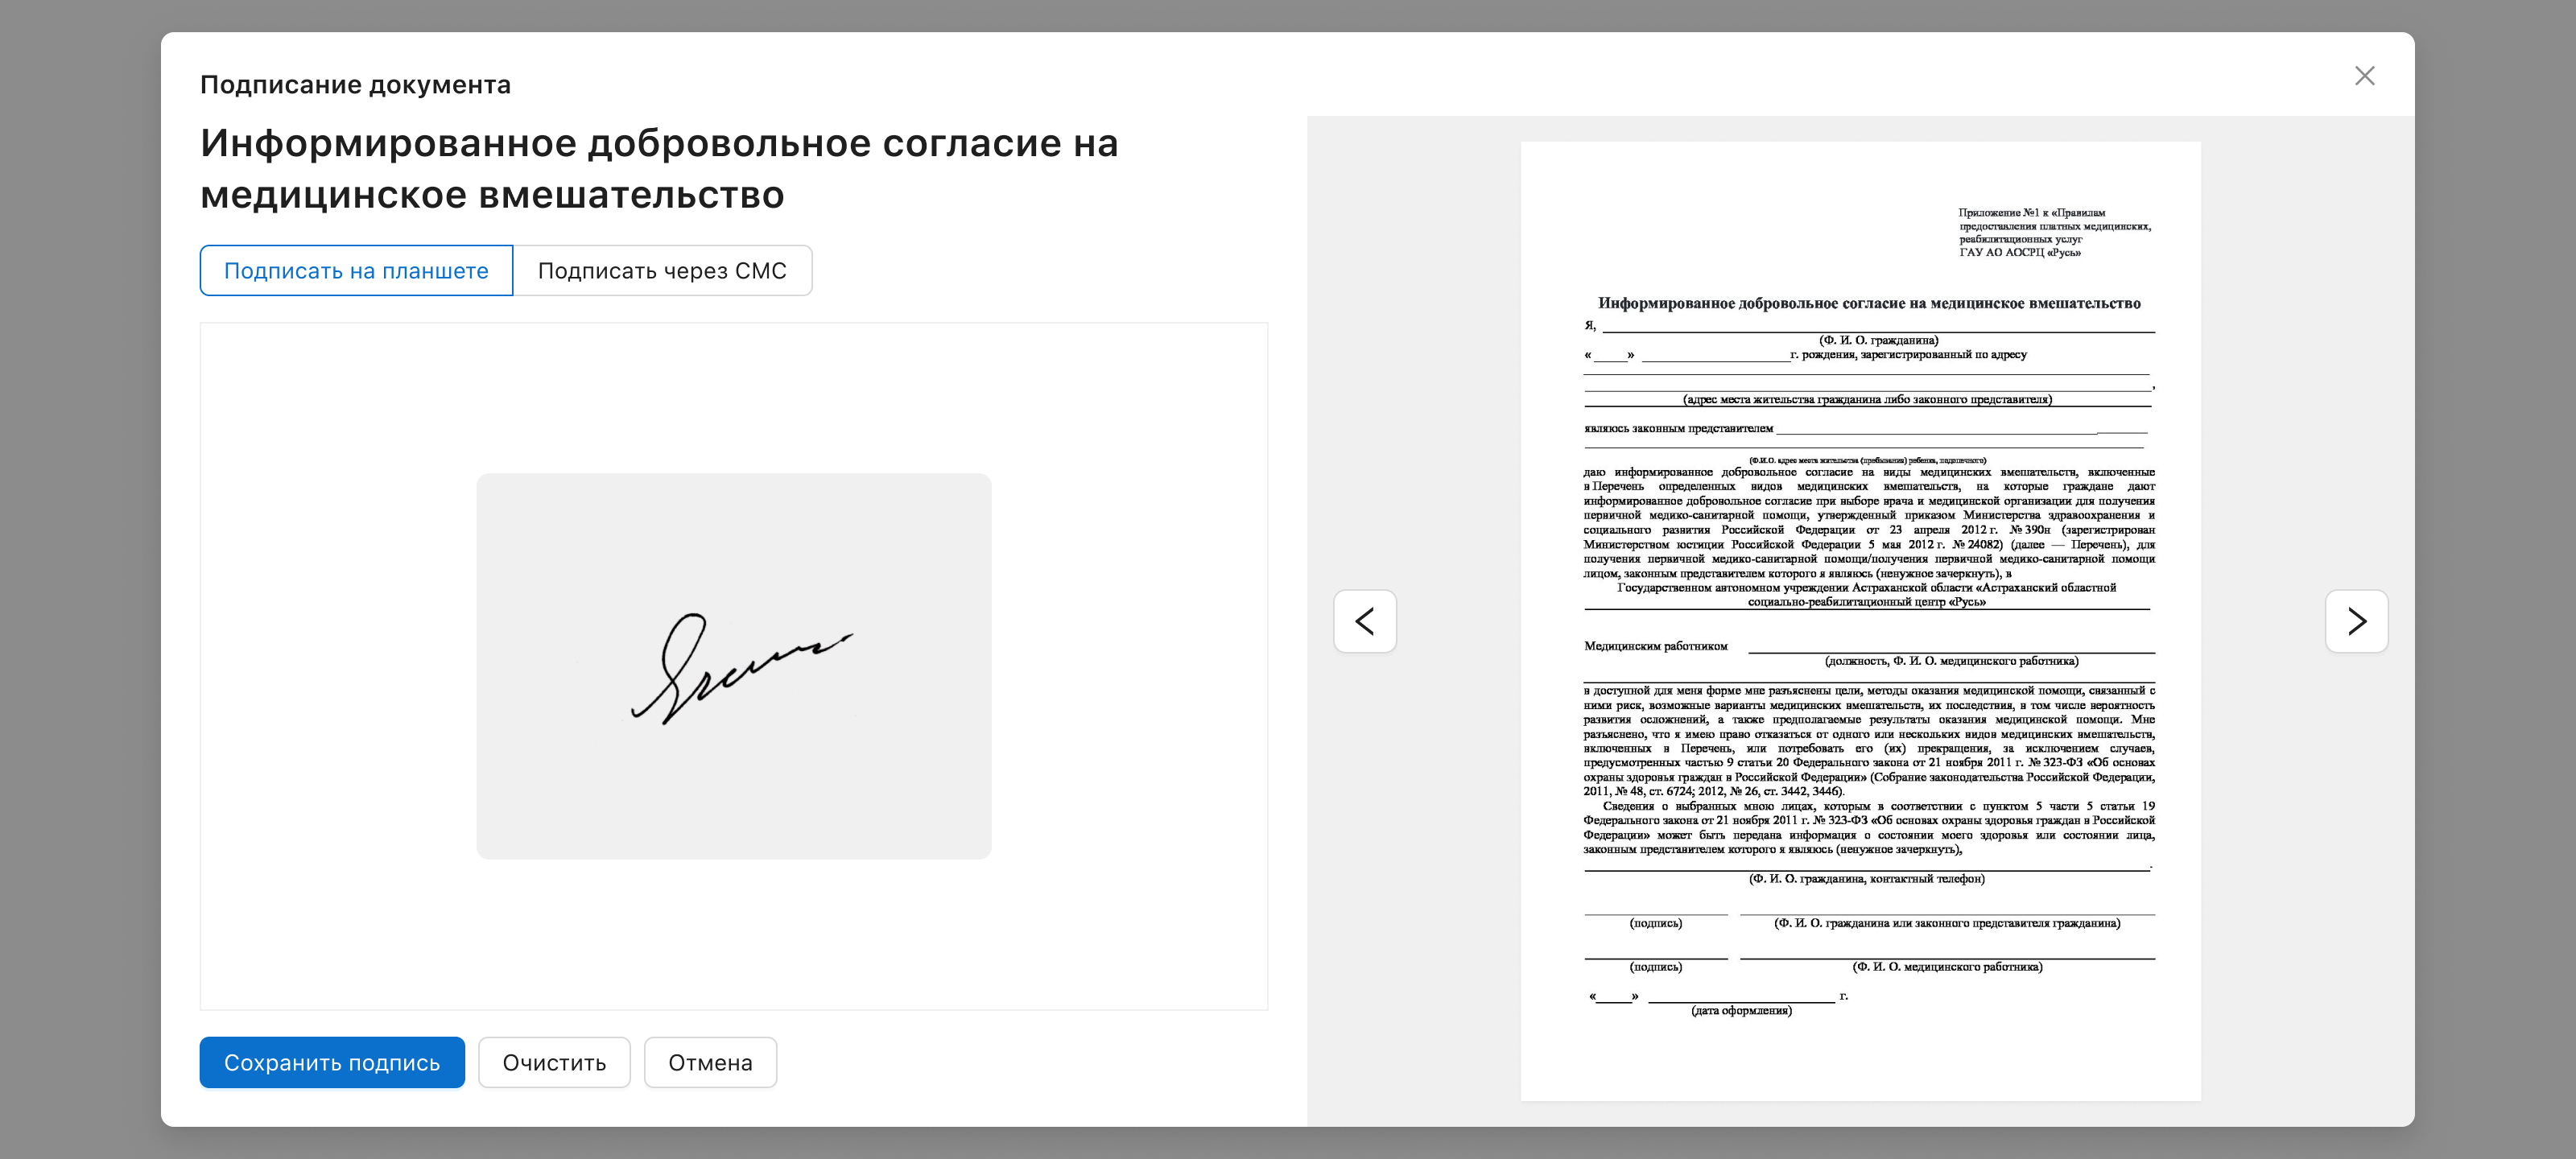 Подписание документа
Информированное добровольное согласие на
медицинское вмешательство
Подписать на планшете
Подписать через СМС
Сохранить подпись
Очистить
Отмена
Приложение №1 к «Правилам
предоставления платных медицинских,
реабилитационных услуг
ГАУ АО АОСРЦ «Русь»
Информированное добровольное согласие на медицинское вмешательство
Я,
(Ф. И. О. гражданина)
« » г. рождения, зарегистрированный по адресу
,
(адрес места жительства гражданина либо законного представителя)
являюсь законным представителем
(Ф.И.О. адрес места жительства (пребывания) ребенка, подопечного)
даю информированное добровольное согласие на виды медицинских вмешательств, включенные
в Перечень определенных видов медицинских вмешательств, на которые граждане дают
информированное добровольное согласие при выборе врача и медицинской организации для получения
первичной медико-санитарной помощи, утвержденный приказом Министерства здравоохранения и
социального развития Российской Федерации от 23 апреля 2012 г. № 390н (зарегистрирован
Министерством юстиции Российской Федерации 5 мая 2012 г. № 24082) (далее — Перечень), для
получения первичной медико-санитарной помощи/получения первичной медико-санитарной помощи
лицом, законным представителем которого я являюсь (ненужное зачеркнуть), в
Государственном автономном учреждении Астраханской области «Астраханский областной
социально-реабилитационный центр «Русь»
Медицинским работником
(должность, Ф. И. О. медицинского работника)
в доступной для меня форме мне разъяснены цели, методы оказания медицинской помощи, связанный с
ними риск, возможные варианты медицинских вмешательств, их последствия, в том числе вероятность
развития осложнений, а также предполагаемые результаты оказания медицинской помощи. Мне
разъяснено, что я имею право отказаться от одного или нескольких видов медицинских вмешательств,
включенных в Перечень, или потребовать его (их) прекращения, за исключением случаев,
предусмотренных частью 9 статьи 20 Федерального закона от 21 ноября 2011 г. № 323-ФЗ «Об основах
охраны здоровья граждан в Российской Федерации» (Собрание законодательства Российской Федерации,
2011, № 48, ст. 6724; 2012, № 26, ст. 3442, 3446).
Сведения о выбранных мною лицах, которым в соответствии с пунктом 5 части 5 статьи 19
Федерального закона от 21 ноября 2011 г. № 323-ФЗ «Об основах охраны здоровья граждан в Российской
Федерации» может быть передана информация о состоянии моего здоровья или состоянии лица,
законным представителем которого я являюсь (ненужное зачеркнуть),
.
(Ф. И. О. гражданина, контактный телефон)
(подпись) (Ф. И. О. гражданина или законного представителя гражданина)
(подпись) (Ф. И. О. медицинского работника)
« » г.
(дата оформления)